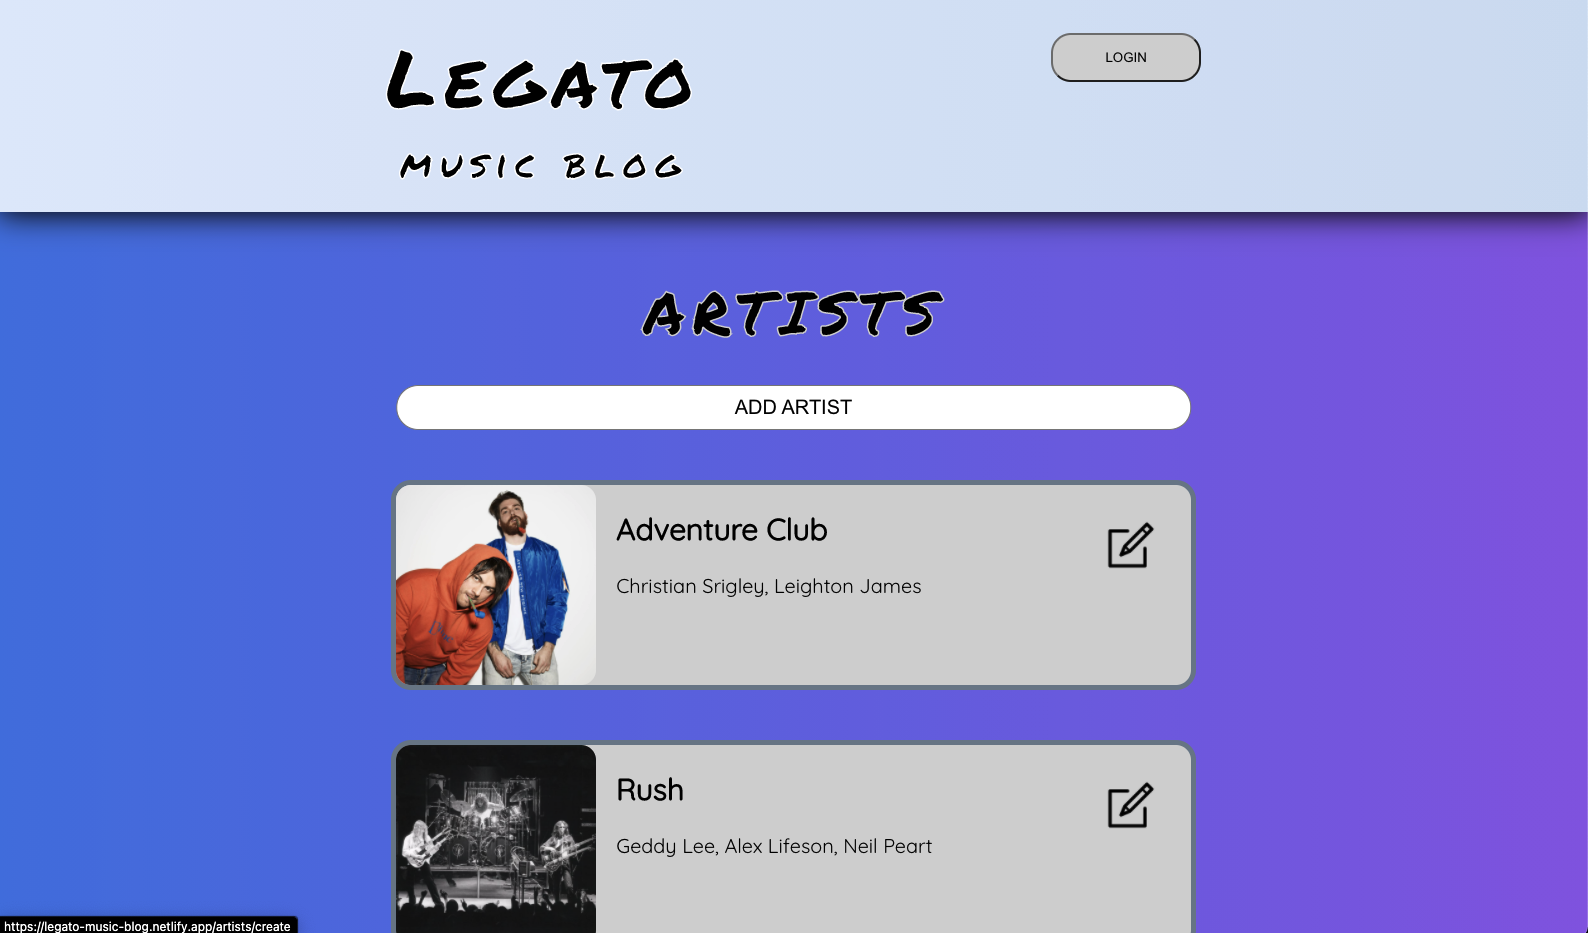 LEGATO
MUSIC BLOG
LOGIN
ARTISTS
ADD ARTIST
Adventure Club
Christian Srigley, Leighton James
Rush
Geddy Lee, Alex Lifeson, Neil Peart
https://legato-music-blog.netlify.app/artists/create